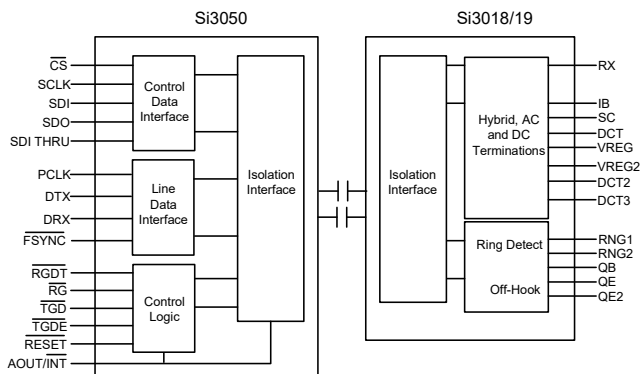 Si3050
Si3018/19
CS
SCLK
SDI
SDO
SDI THRU
PCLK
DTX
DRX
FSYNC
RGDT
RG
TGD
TGDE
RESET
AOUT/INT
Control
Data
Interface
Line
Data
Interface
Control
Logic
Isolation
Interface
Isolation
Interface
Hybrid, AC
and DC
Terminations
Ring Detect
Off-Hook
RX
IB
SC
DCT
VREG
VREG2
DCT2
DCT3
RNG1
RNG2
QB
QE
QE2